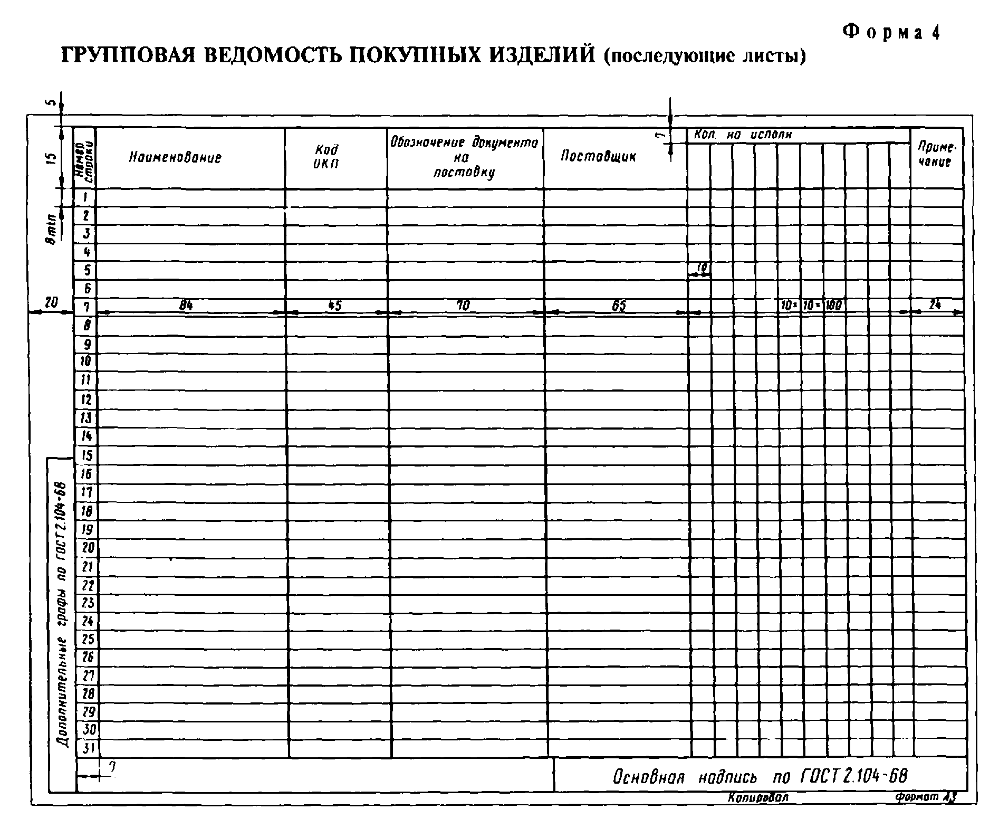 Форма 4
ГРУППОВАЯ ВЕДОМОСТЬ ПОКУПНЫХ ИЗДЕЛИЙ (последующие листы)
5
15
8 min
20
Номер строки
Наименование
Код
ОКП
Обозначение документа
на
поставку
Поставщик
7
Кол на исполн
Приме-
чание
1
2
3
4
5
10
6
7
84
45
70
65
10×10=100
24
8
9
10
11
12
13
14
15
16
17
18
19
20
21
22
23
24
25
26
27
28
29
30
31
Дополнительные графы по ГОСТ 2.104-68
7
Основная надпись по ГОСТ 2.104-68
Копировал
Формат А3